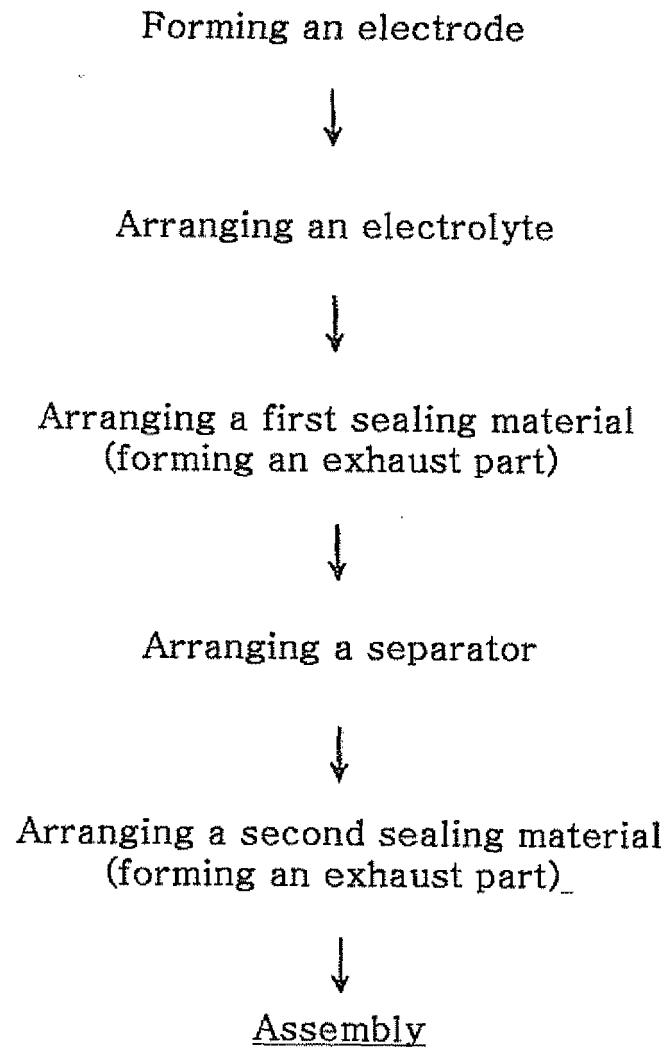 Forming an electrode
↓
Arranging an electrolyte
↓
Arranging a first sealing material
(forming an exhaust part)
↓
Arranging a separator
↓
Arranging a second sealing material
(forming an exhaust part)
↓
Assembly